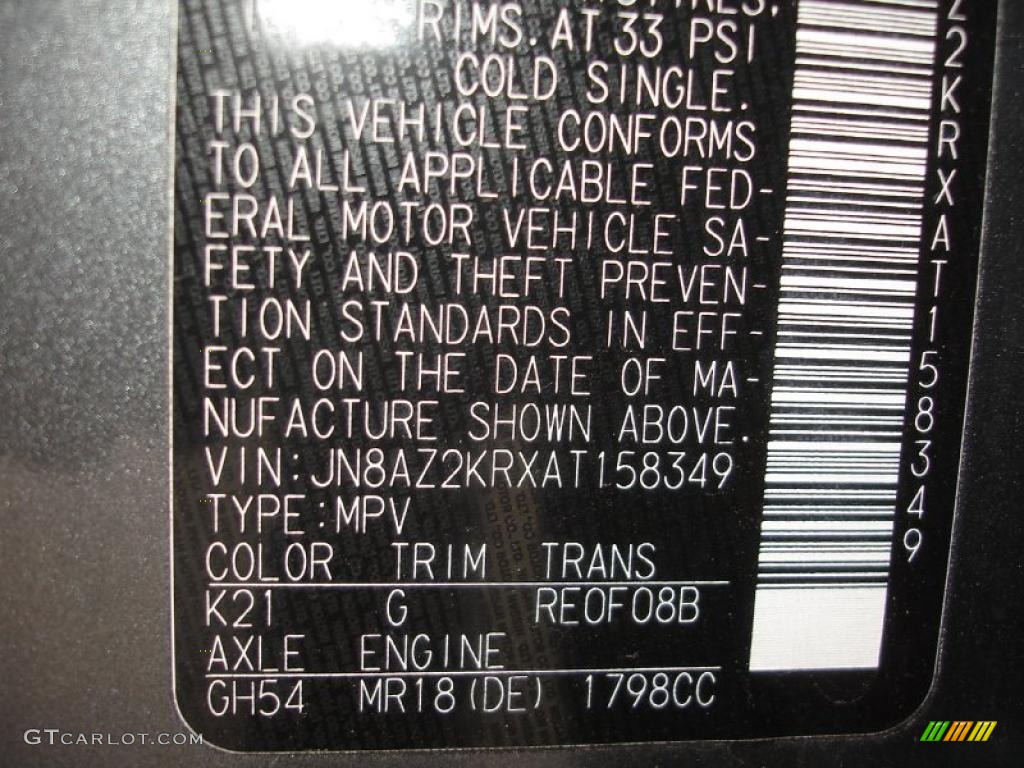 RIMS. AT 33 PSI
COLD SINGLE.
THIS VEHICLE CONFORMS
TO ALL APPLICABLE FED-
ERAL MOTOR VEHICLE SA-
FETY AND THEFT PREVEN-
TION STANDARDS IN EFF-
ECT ON THE DATE OF MA-
NUFACTURE SHOWN ABOVE.
VIN:JN8AZ2KRXAT158349
TYPE:MPV
COLOR TRIM TRANS
K21 G RE0F08B
AXLE ENGINE
GH54 MR18(DE) 1798CC
Z2KRXAT158349
GTCARLOT.COM